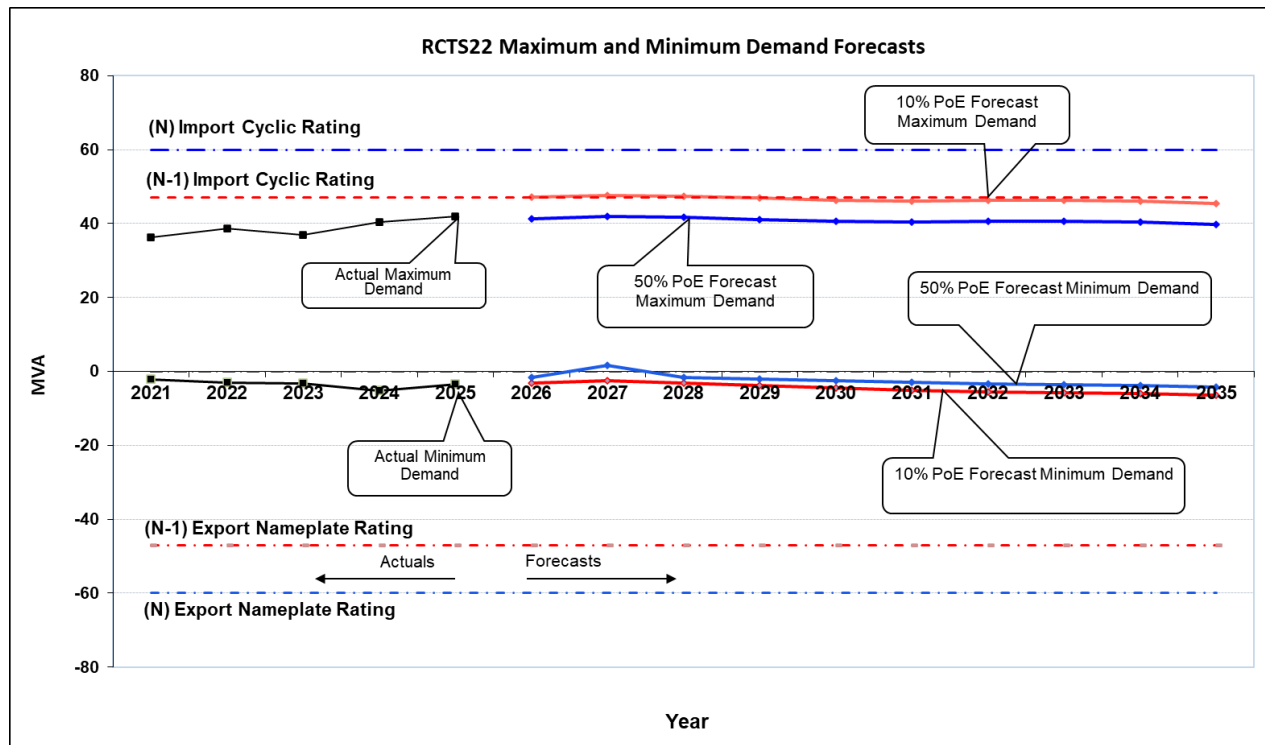 RCTS22 Maximum and Minimum Demand Forecasts
80
60
40
20
0
-20
-40
-60
-80
MVA
(N) Import Cyclic Rating
(N-1) Import Cyclic Rating
10% PoE Forecast
Maximum Demand
Actual Maximum
Demand
50% PoE Forecast
Maximum Demand
50% PoE Forecast Minimum Demand
2021 2022 2023 2024 2025 2026 2027 2028 2029 2030 2031 2032 2033 2034 2035
Actual Minimum
Demand
10% PoE Forecast Minimum Demand
(N-1) Export Nameplate Rating
Actuals Forecasts
(N) Export Nameplate Rating
Year